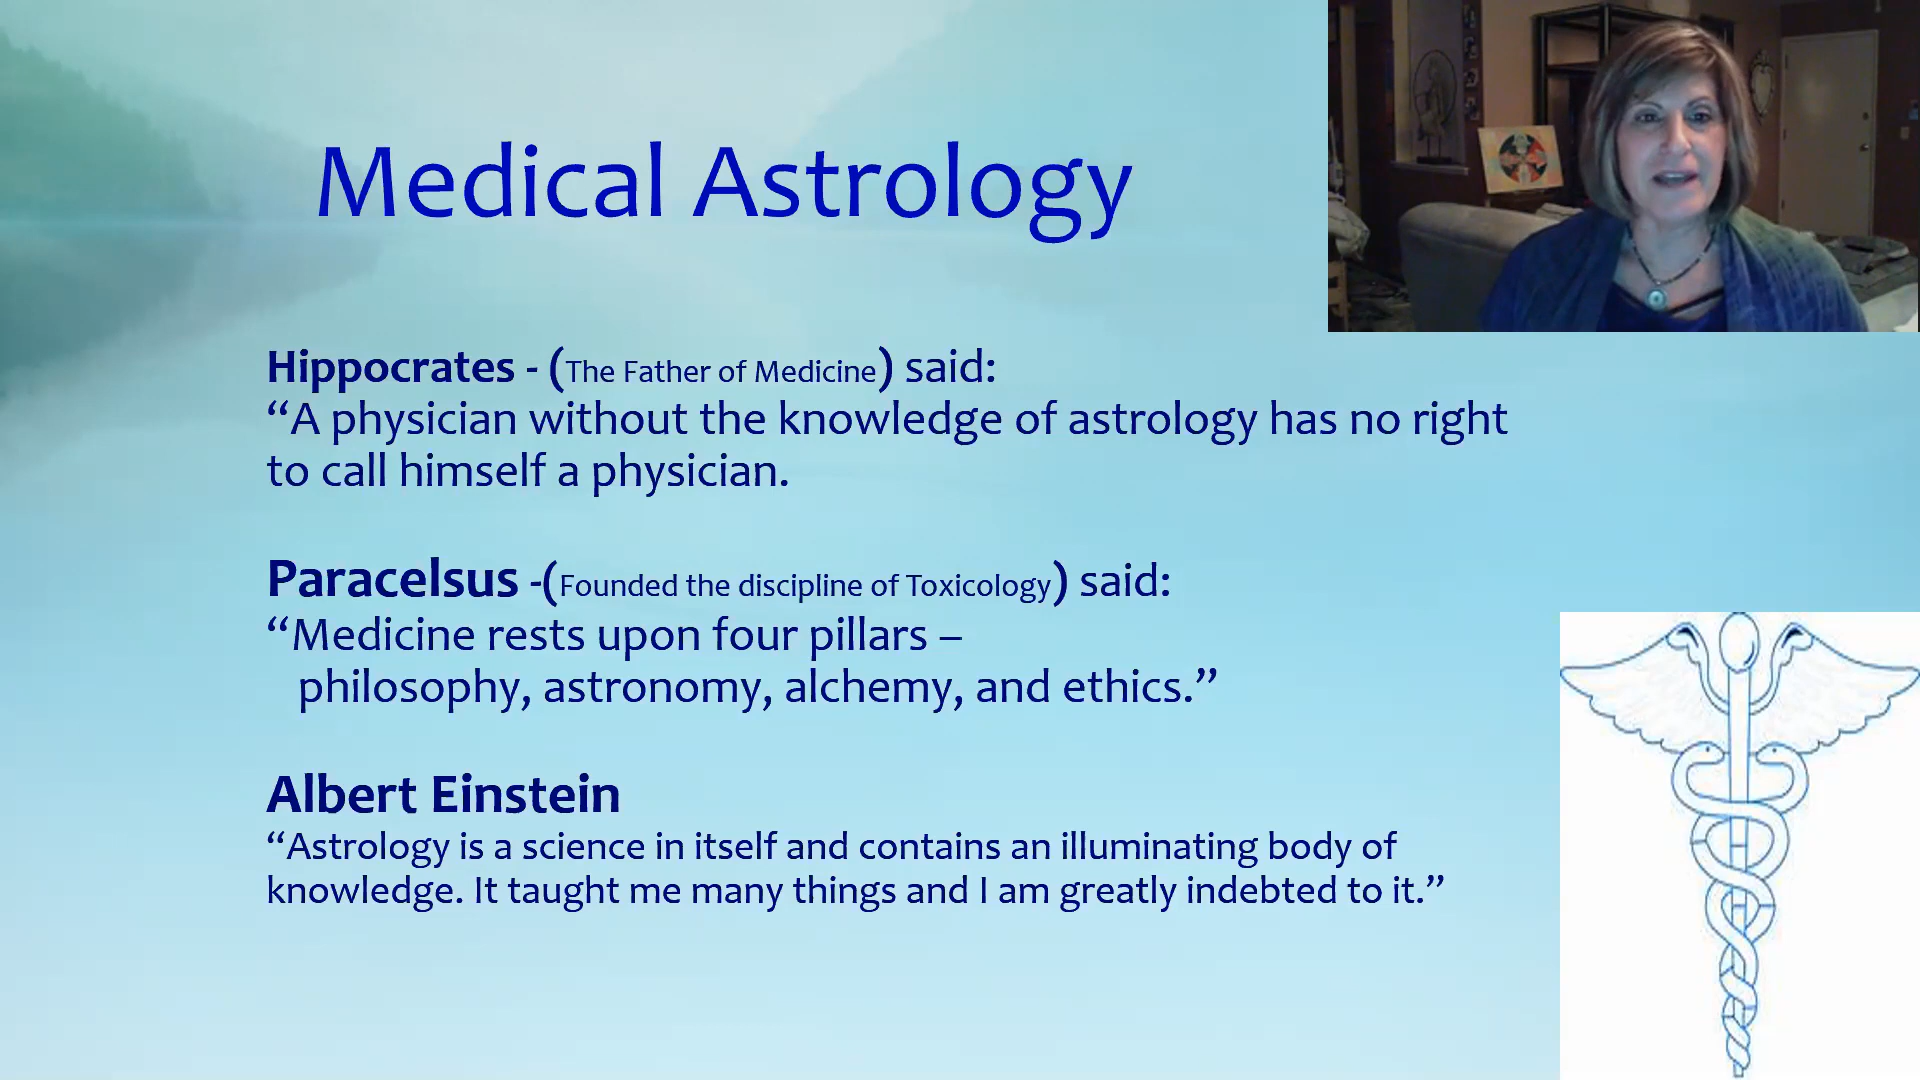 Medical Astrology
Hippocrates - (The Father of Medicine) said:
“A physician without the knowledge of astrology has no right
to call himself a physician.
Paracelsus -(Founded the discipline of Toxicology) said:
“Medicine rests upon four pillars –
philosophy, astronomy, alchemy, and ethics.”
Albert Einstein
“Astrology is a science in itself and contains an illuminating body of
knowledge. It taught me many things and I am greatly indebted to it.”